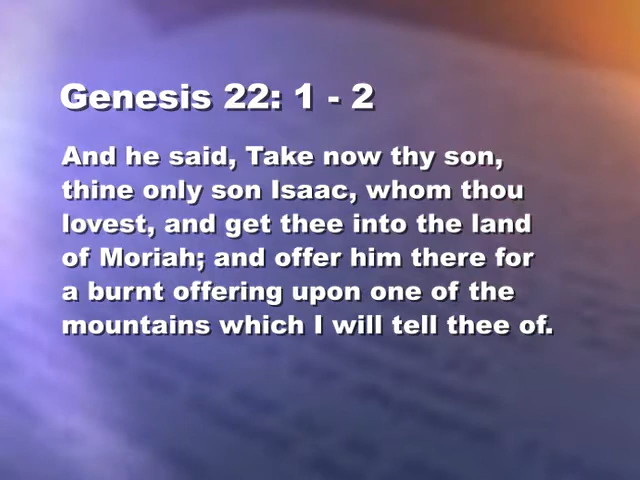 Genesis 22: 1 - 2
And he said, Take now thy son,
thine only son Isaac, whom thou
lovest, and get thee into the land
of Moriah; and offer him there for
a burnt offering upon one of the
mountains which I will tell thee of.